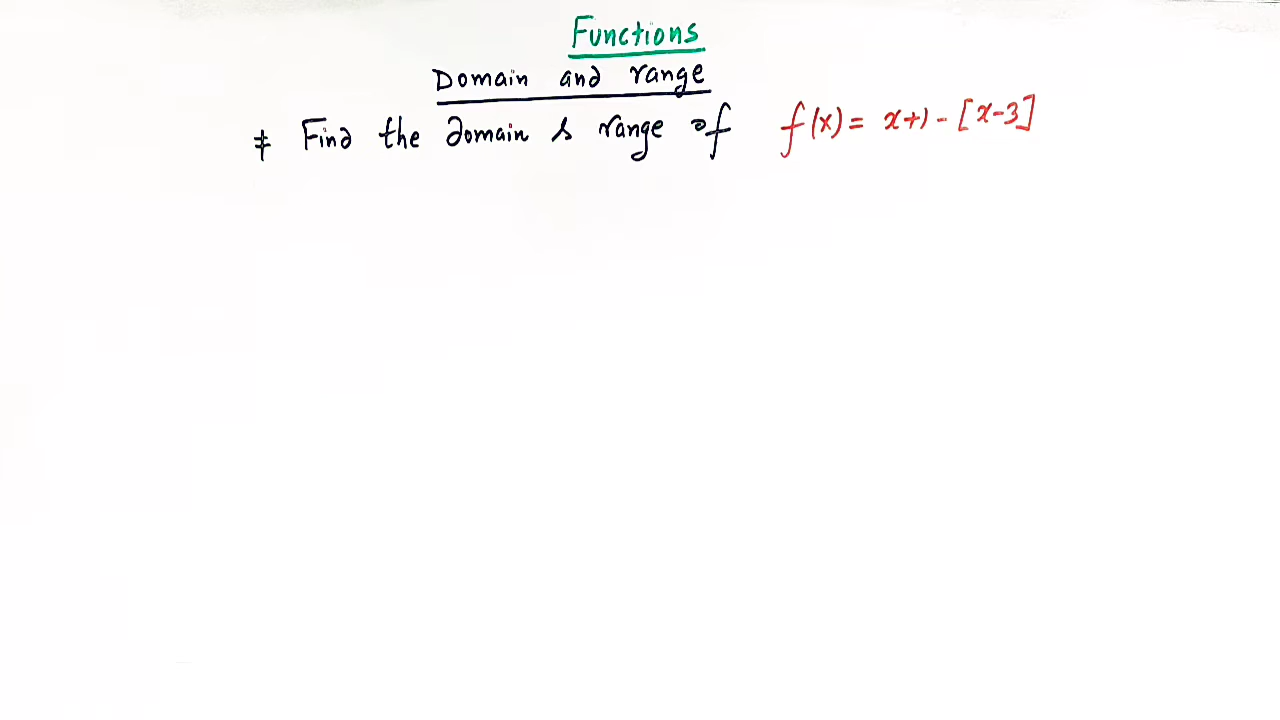 Functions
Domain and range
# Find the domain & range of f(x) = x+1 - [x-3]